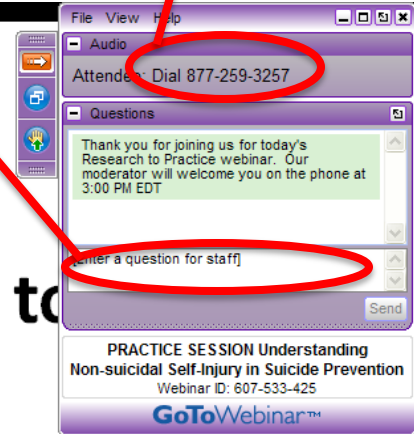 File View Help
Audio
Attendee: Dial 877-259-3257
Questions
Thank you for joining us for today's
Research to Practice webinar. Our
moderator will welcome you on the phone at
3:00 PM EDT
[Enter a question for staff]
to
Send
PRACTICE SESSION Understanding
Non-suicidal Self-Injury in Suicide Prevention
Webinar ID: 607-533-425
GoToWebinar™